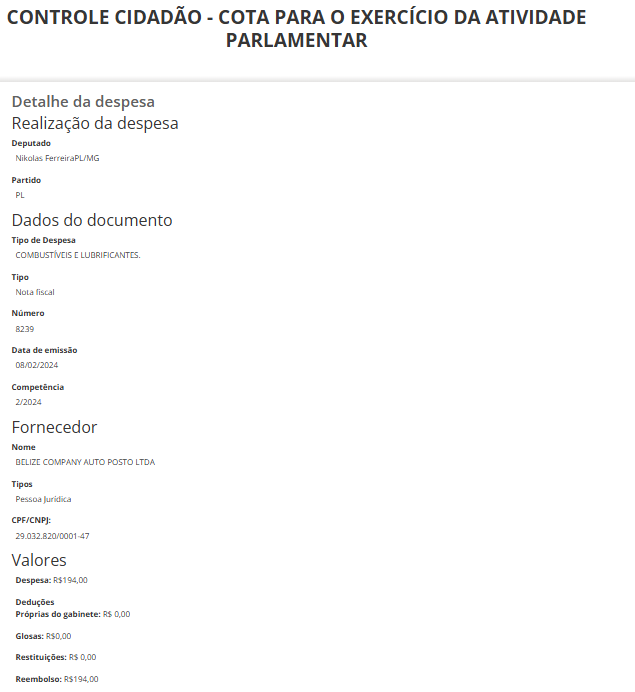 CONTROLE CIDADÃO - COTA PARA O EXERCÍCIO DA ATIVIDADE
PARLAMENTAR
Detalhe da despesa
Realização da despesa
Deputado
Nikolas FerreiraPL/MG
Partido
PL
Dados do documento
Tipo de Despesa
COMBUSTÍVEIS E LUBRIFICANTES.
Tipo
Nota fiscal
Número
8239
Data de emissão
08/02/2024
Competência
2/2024
Fornecedor
Nome
BELIZE COMPANY AUTO POSTO LTDA
Tipos
Pessoa Jurídica
CPF/CNPJ:
29.032.820/0001-47
Valores
Despesa: R$194,00
Deduções
Próprias do gabinete: R$ 0,00
Glosas: R$0,00
Restituições: R$ 0,00
Reembolso: R$194,00